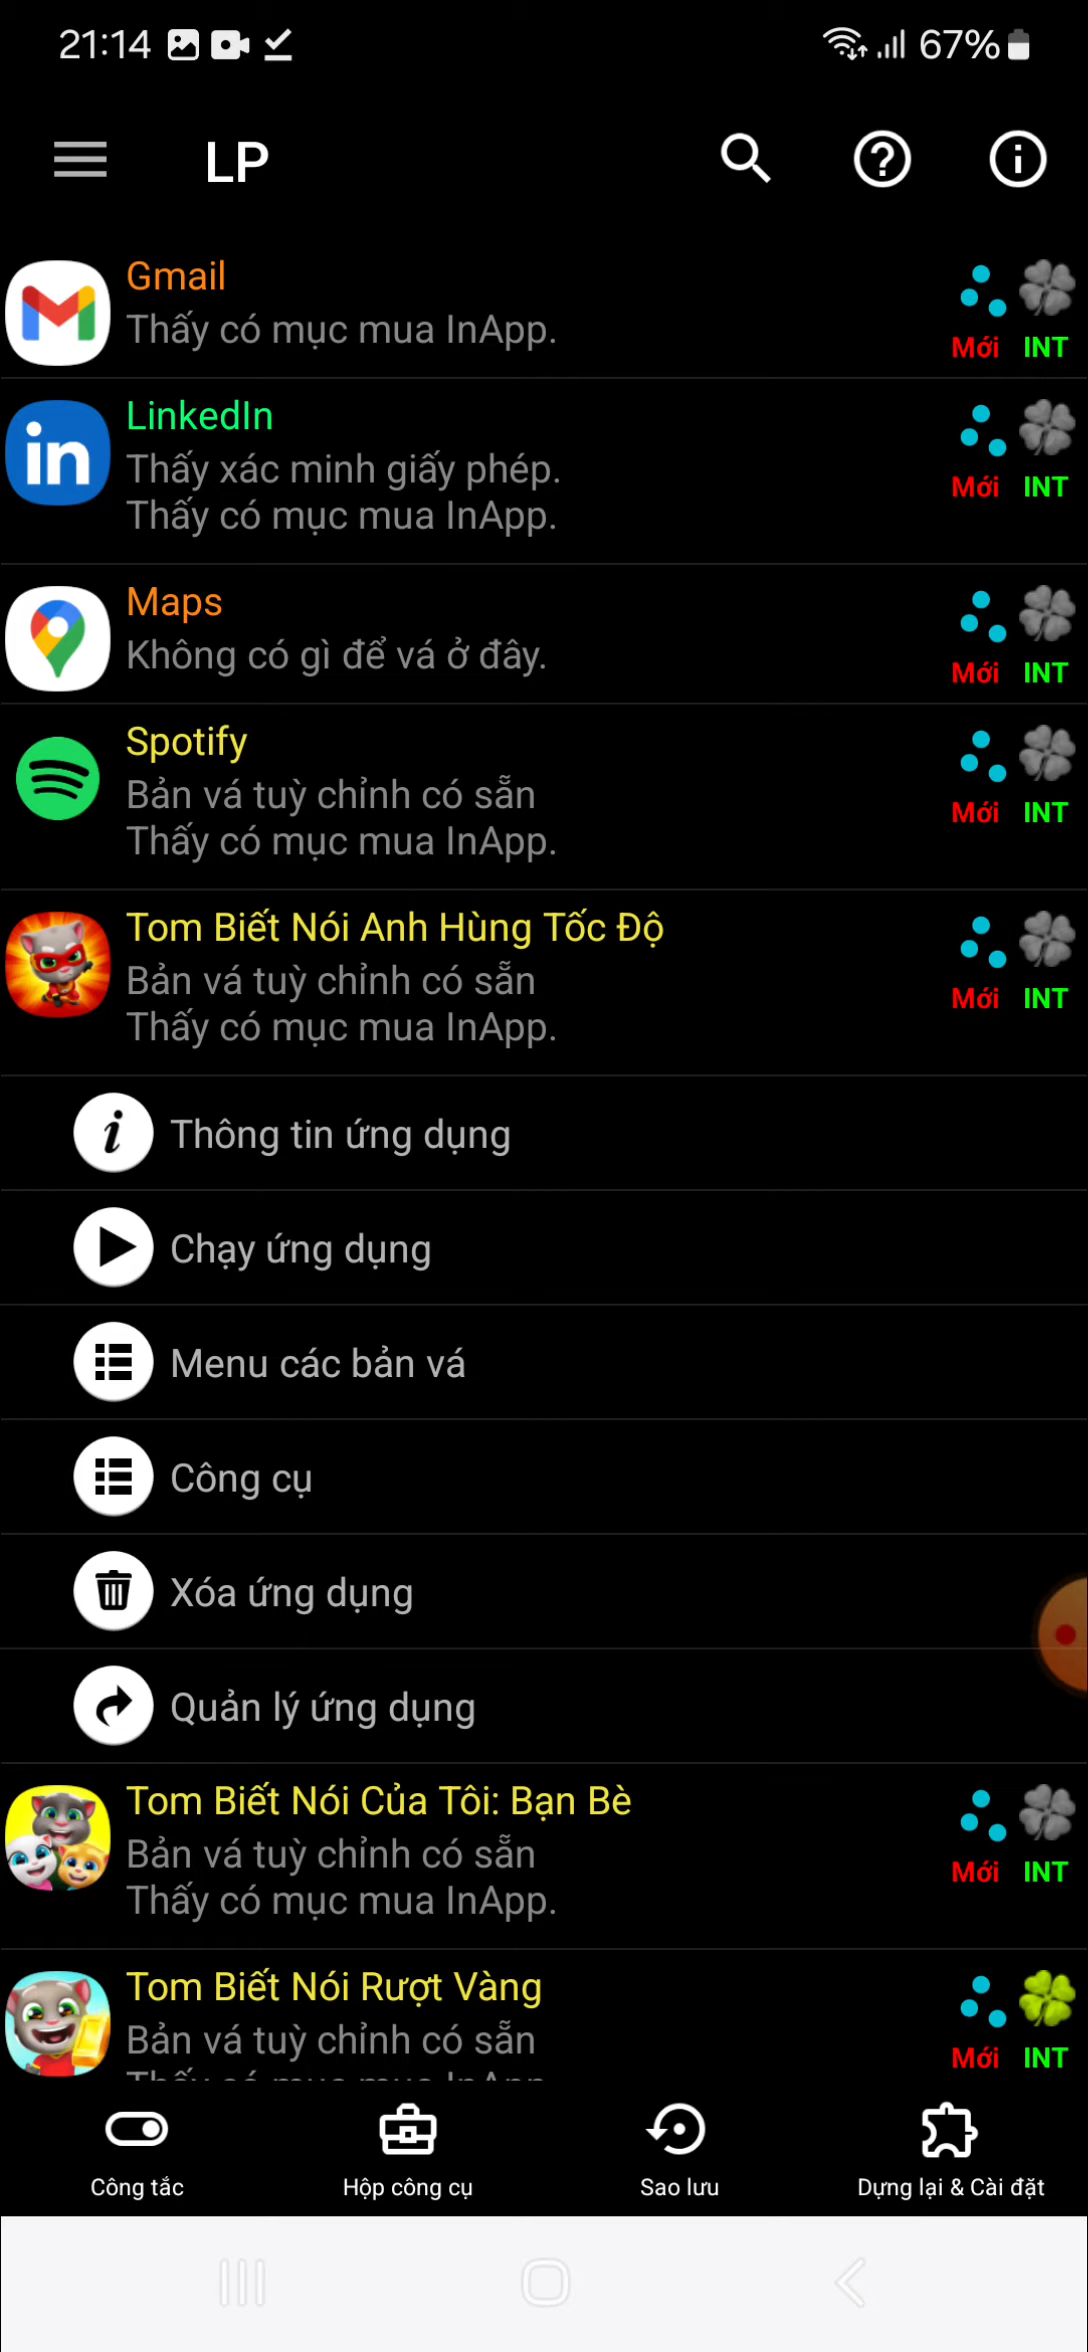 21:14
67%
LP
Gmail
Thấy có mục mua InApp.
Mới INT
LinkedIn
Thấy xác minh giấy phép.
Thấy có mục mua InApp.
Mới INT
Maps
Không có gì để vá ở đây.
Mới INT
Spotify
Bản vá tuỳ chỉnh có sẵn
Thấy có mục mua InApp.
Mới INT
Tom Biết Nói Anh Hùng Tốc Độ
Bản vá tuỳ chỉnh có sẵn
Thấy có mục mua InApp.
Mới INT
Thông tin ứng dụng
Chạy ứng dụng
Menu các bản vá
Công cụ
Xóa ứng dụng
Quản lý ứng dụng
Tom Biết Nói Của Tôi: Bạn Bè
Bản vá tuỳ chỉnh có sẵn
Thấy có mục mua InApp.
Mới INT
Tom Biết Nói Rượt Vàng
Bản vá tuỳ chỉnh có sẵn
Mới INT
Công tắc
Hộp công cụ
Sao lưu
Dựng lại & Cài đặt